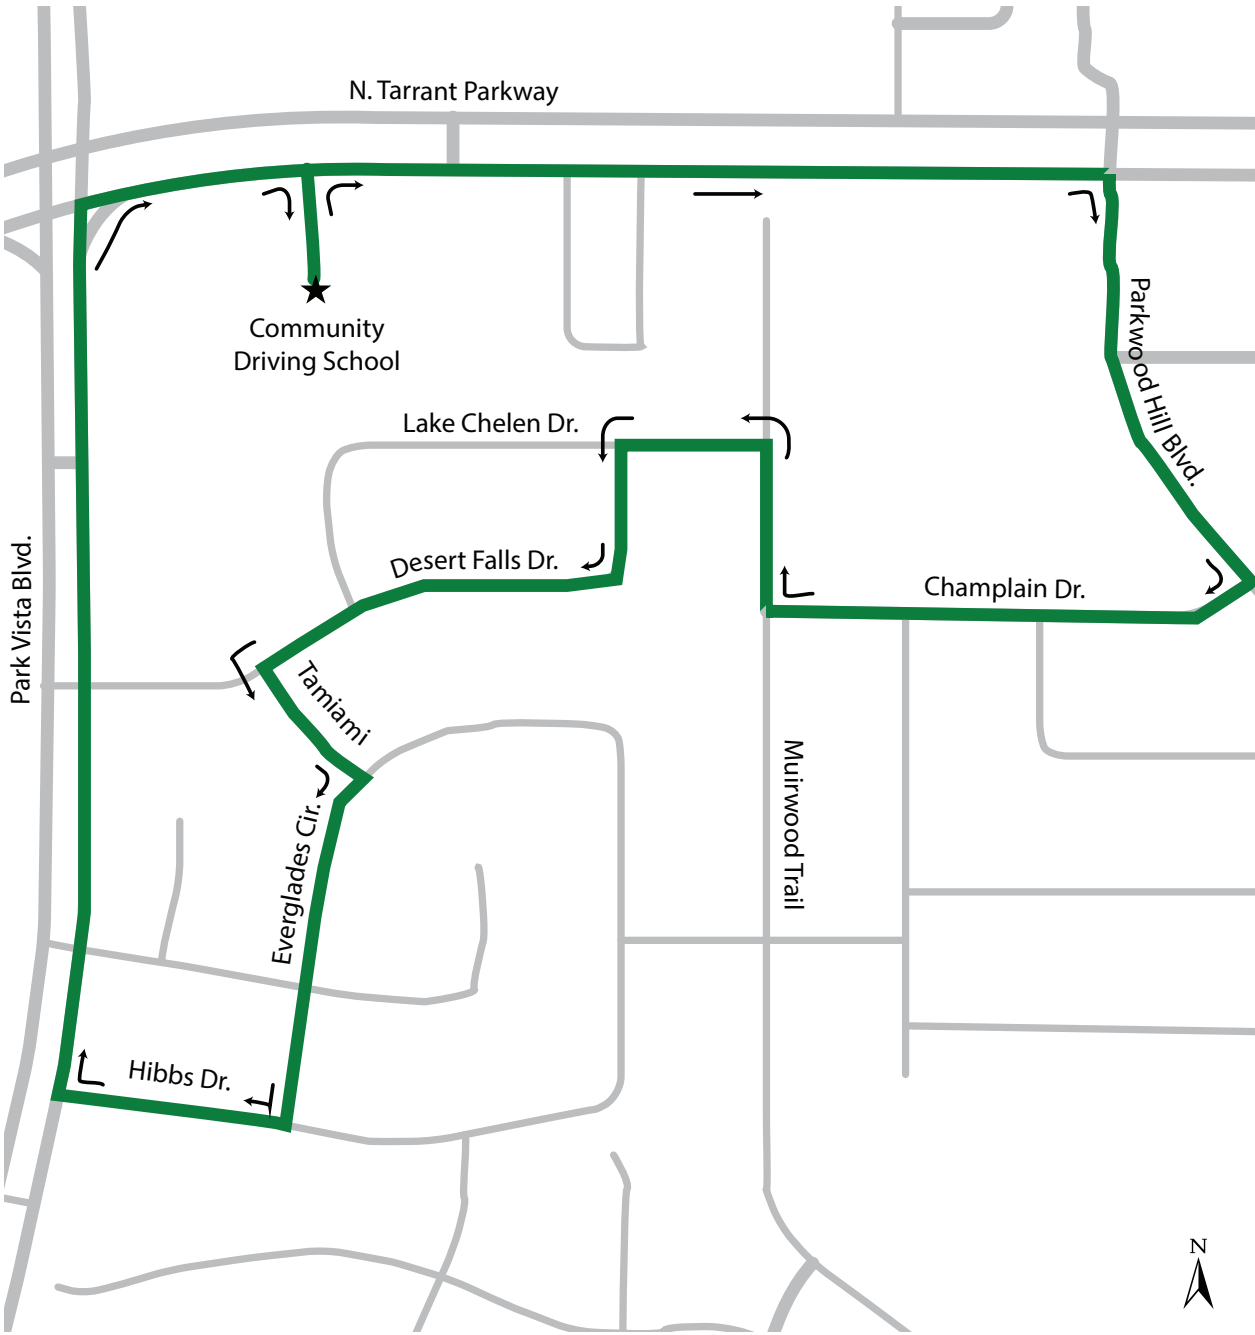 N. Tarrant Parkway
Community
Driving School
Parkwood Hill Blvd.
Lake Chelen Dr.
Desert Falls Dr.
Champlain Dr.
Park Vista Blvd.
Tamiami
Muirwood Trail
Everglades Cir.
Hibbs Dr.
N